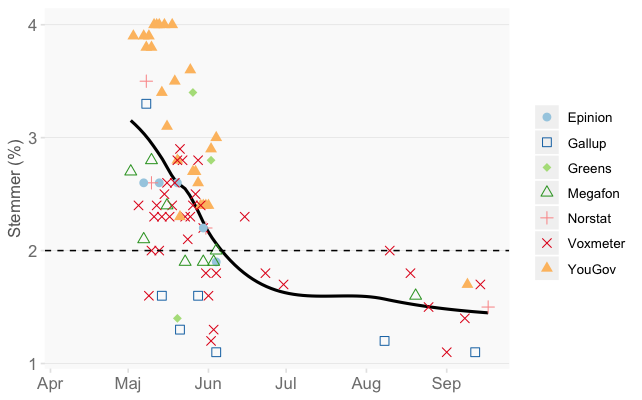 4
3
2
1
Stemmer (%)
Apr Maj Jun Jul Aug Sep
Epinion
Gallup
Greens
Megafon
Norstat
Voxmeter
YouGov